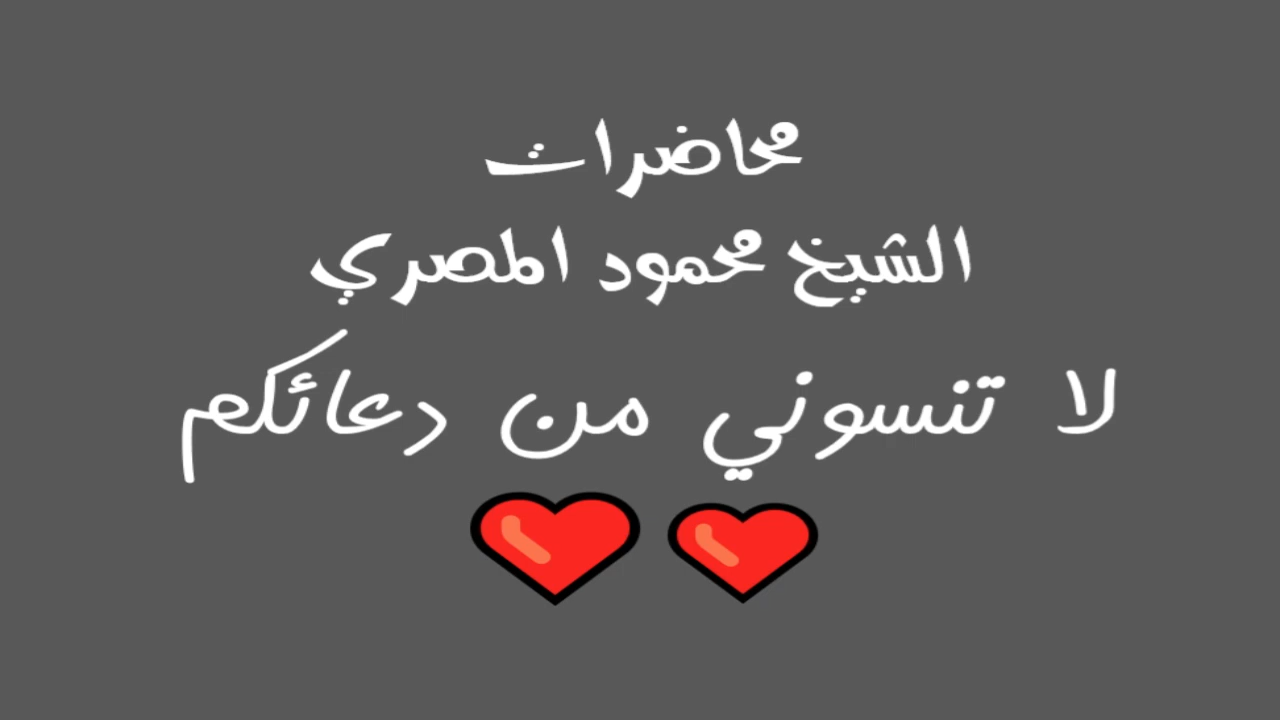 محاضرات
الشيخ محمود المصري
لا تنسوني من دعائكم